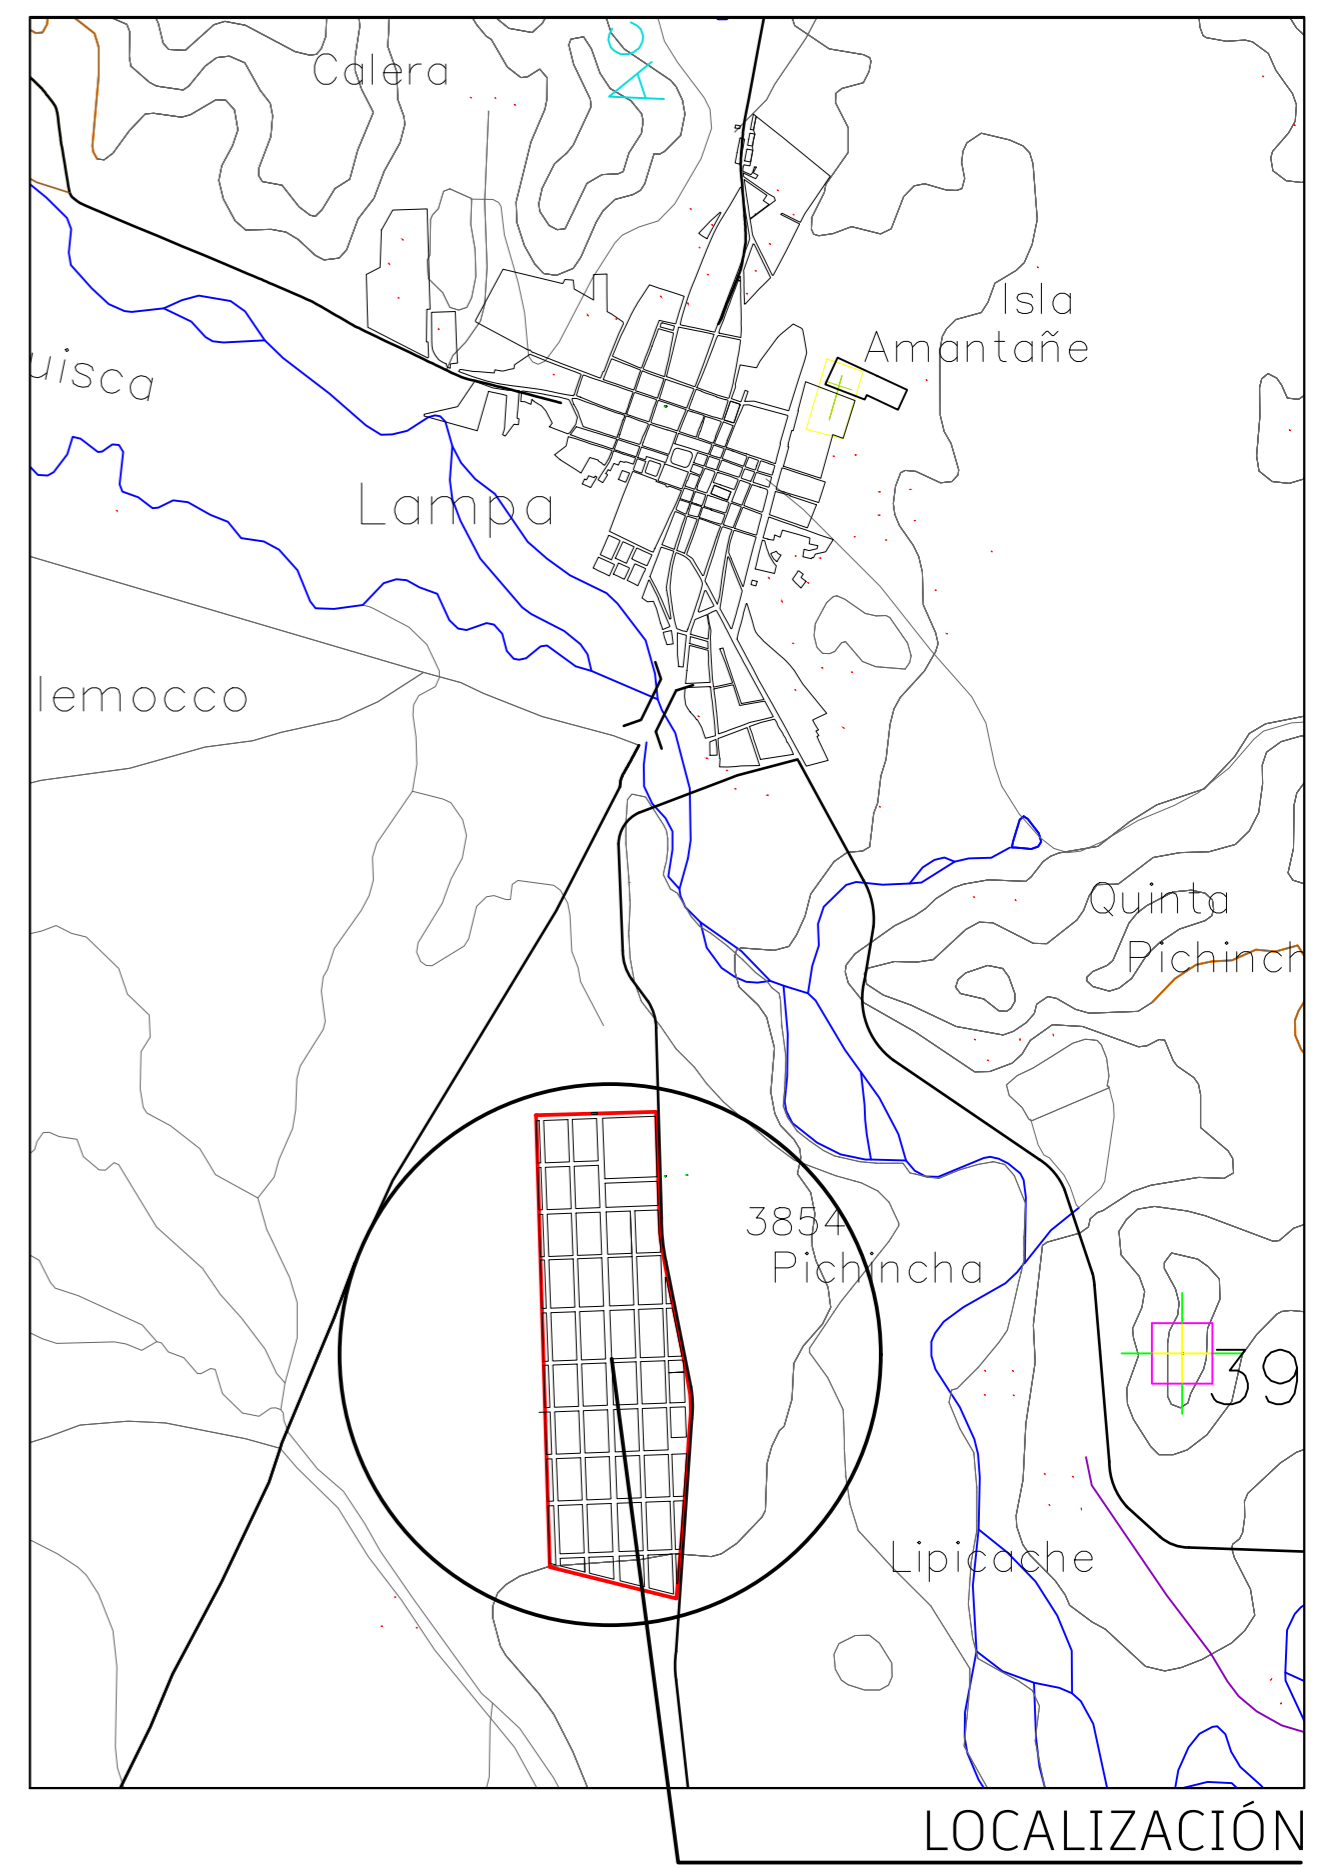 A C
Calera
Isla
Amantañe
uisca
Lampa
lemocco
Quinta
Pichinch
3854
Pichincha
39
Lipicache
LOCALIZACIÓN